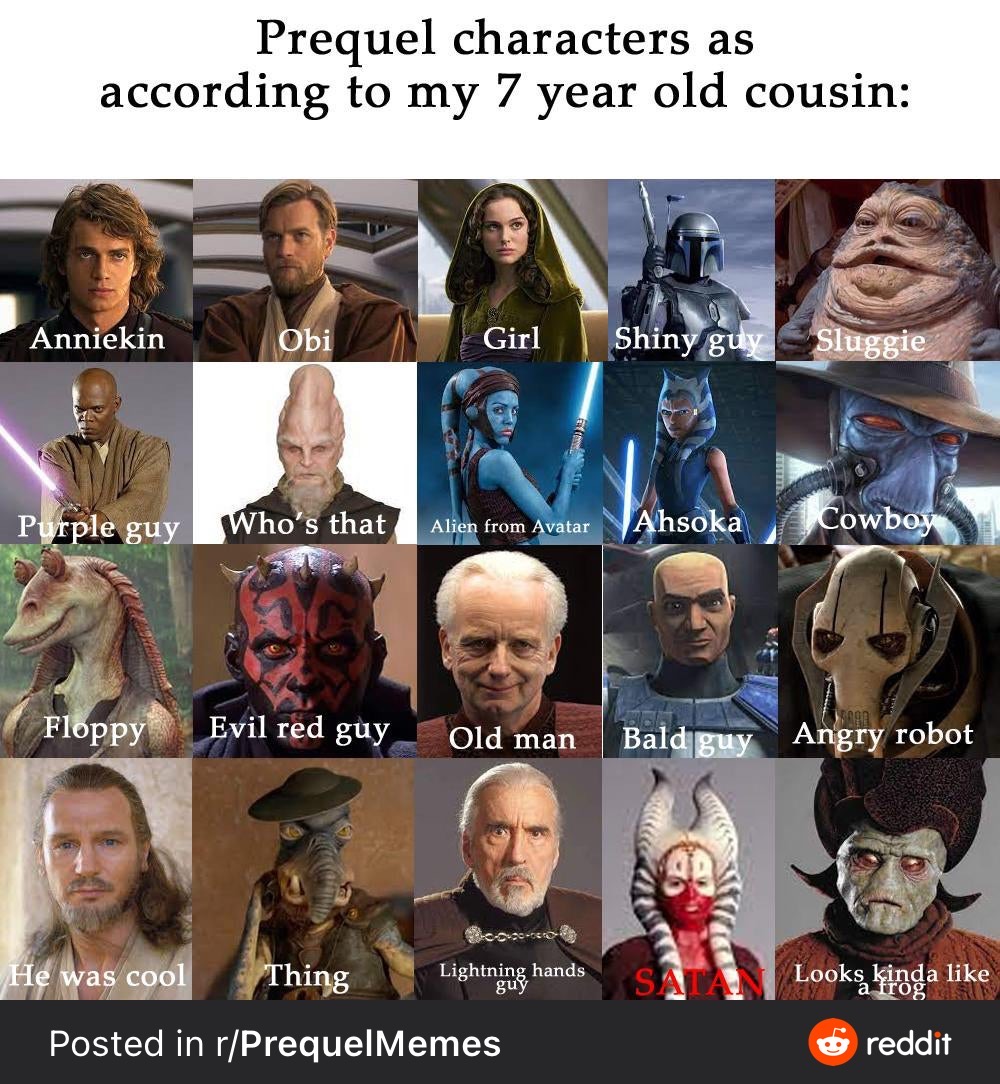 Prequel characters as
according to my 7 year old cousin:
Anniekin
Obi
Girl
Shiny guy
Sluggie
Purple guy
Who's that
Alien from Avatar
Ahsoka
Cowboy
Floppy
Evil red guy
Old man
Bald guy
Angry robot
He was cool
Thing
Lightning hands
guy
SATAN
Looks kinda like
a frog
Posted in r/PrequelMemes
reddit